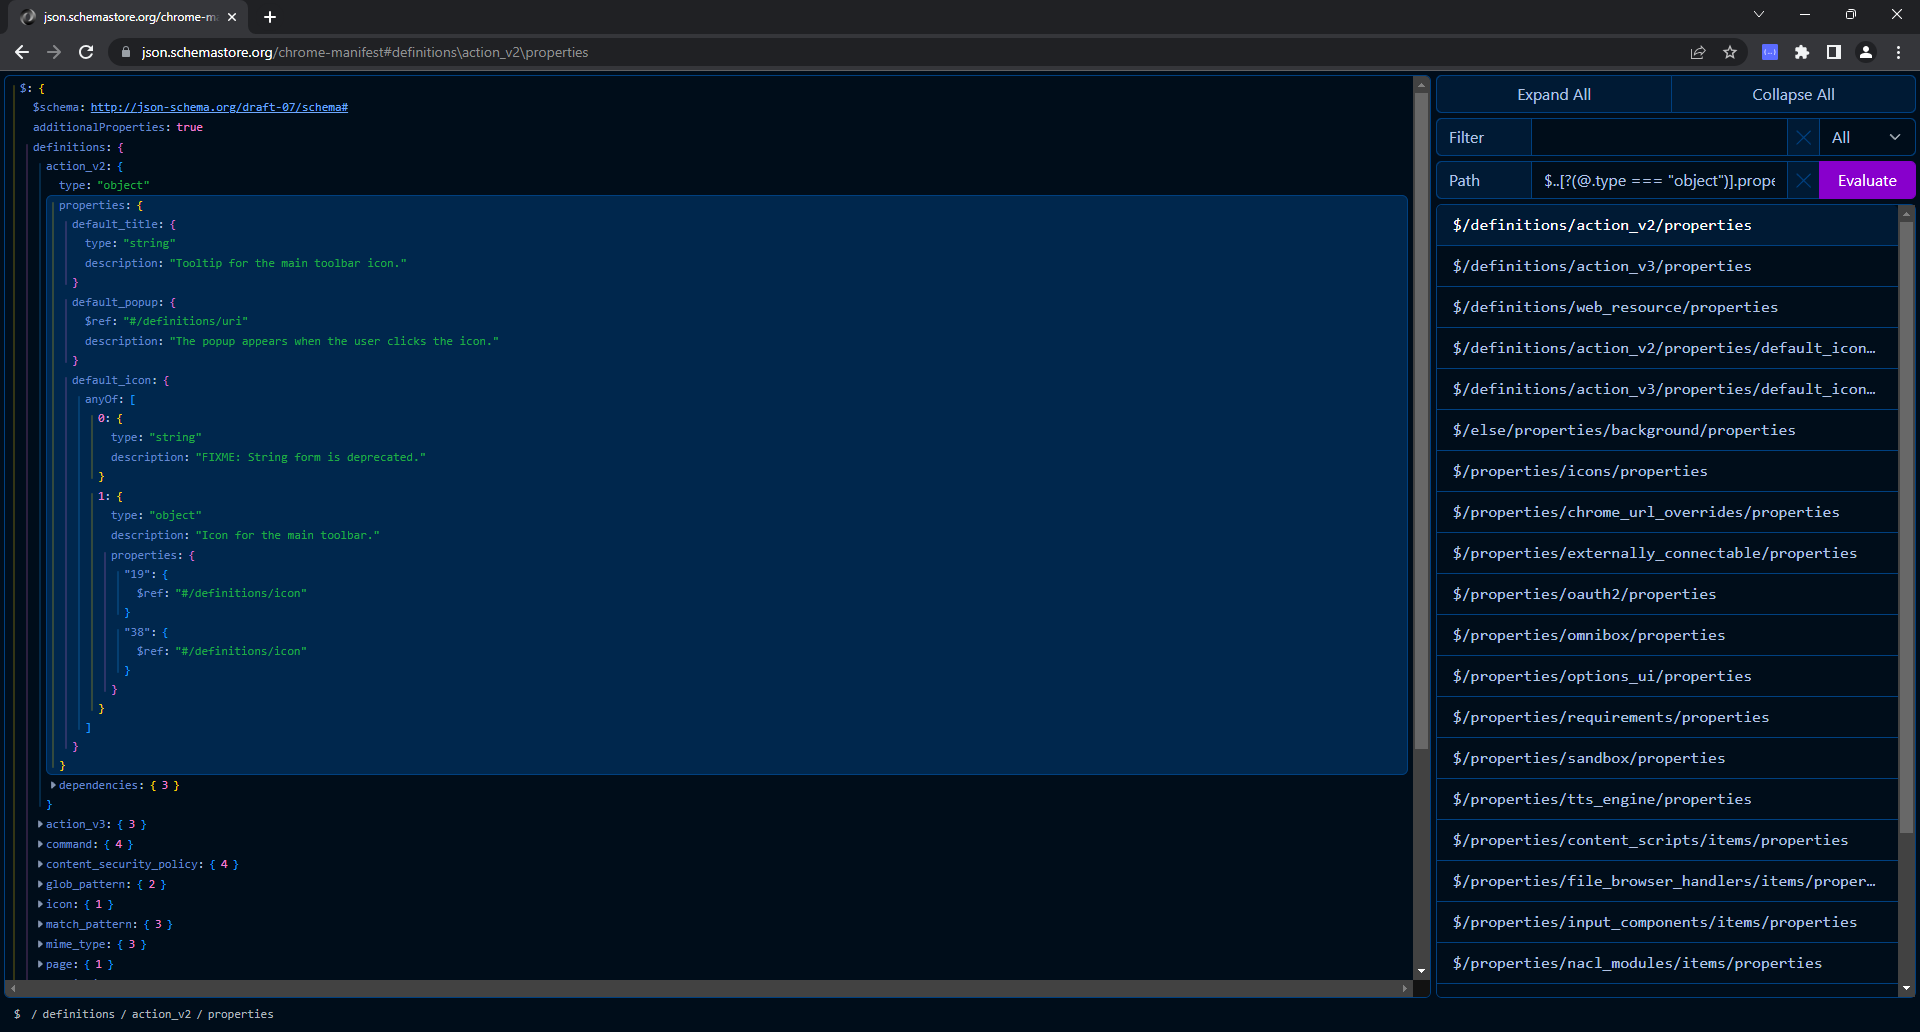 json.schemastore.org/chrome-m
json.schemastore.org/chrome-manifest#definitions\action_v2\properties
$: {
$schema: http://json-schema.org/draft-07/schema#
additionalProperties: true
definitions: {
action_v2: {
type: "object"
properties: {
default_title: {
type: "string"
description: "Tooltip for the main toolbar icon."
}
default_popup: {
$ref: "#/definitions/uri"
description: "The popup appears when the user clicks the icon."
}
default_icon: {
anyOf: [
0: {
type: "string"
description: "FIXME: String form is deprecated."
}
1: {
type: "object"
description: "Icon for the main toolbar."
properties: {
"19": {
$ref: "#/definitions/icon"
}
"38": {
$ref: "#/definitions/icon"
}
}
}
]
}
}
dependencies: { 3 }
}
action_v3: { 3 }
command: { 4 }
content_security_policy: { 4 }
glob_pattern: { 2 }
icon: { 1 }
match_pattern: { 3 }
mime_type: { 3 }
page: { 1 }
$ / definitions / action_v2 / properties
Expand All
Collapse All
Filter
All
Path
$..[?(@.type === "object")].prope
Evaluate
$/definitions/action_v2/properties
$/definitions/action_v3/properties
$/definitions/web_resource/properties
$/definitions/action_v2/properties/default_icon…
$/definitions/action_v3/properties/default_icon…
$/else/properties/background/properties
$/properties/icons/properties
$/properties/chrome_url_overrides/properties
$/properties/externally_connectable/properties
$/properties/oauth2/properties
$/properties/omnibox/properties
$/properties/options_ui/properties
$/properties/requirements/properties
$/properties/sandbox/properties
$/properties/tts_engine/properties
$/properties/content_scripts/items/properties
$/properties/file_browser_handlers/items/proper…
$/properties/input_components/items/properties
$/properties/nacl_modules/items/properties